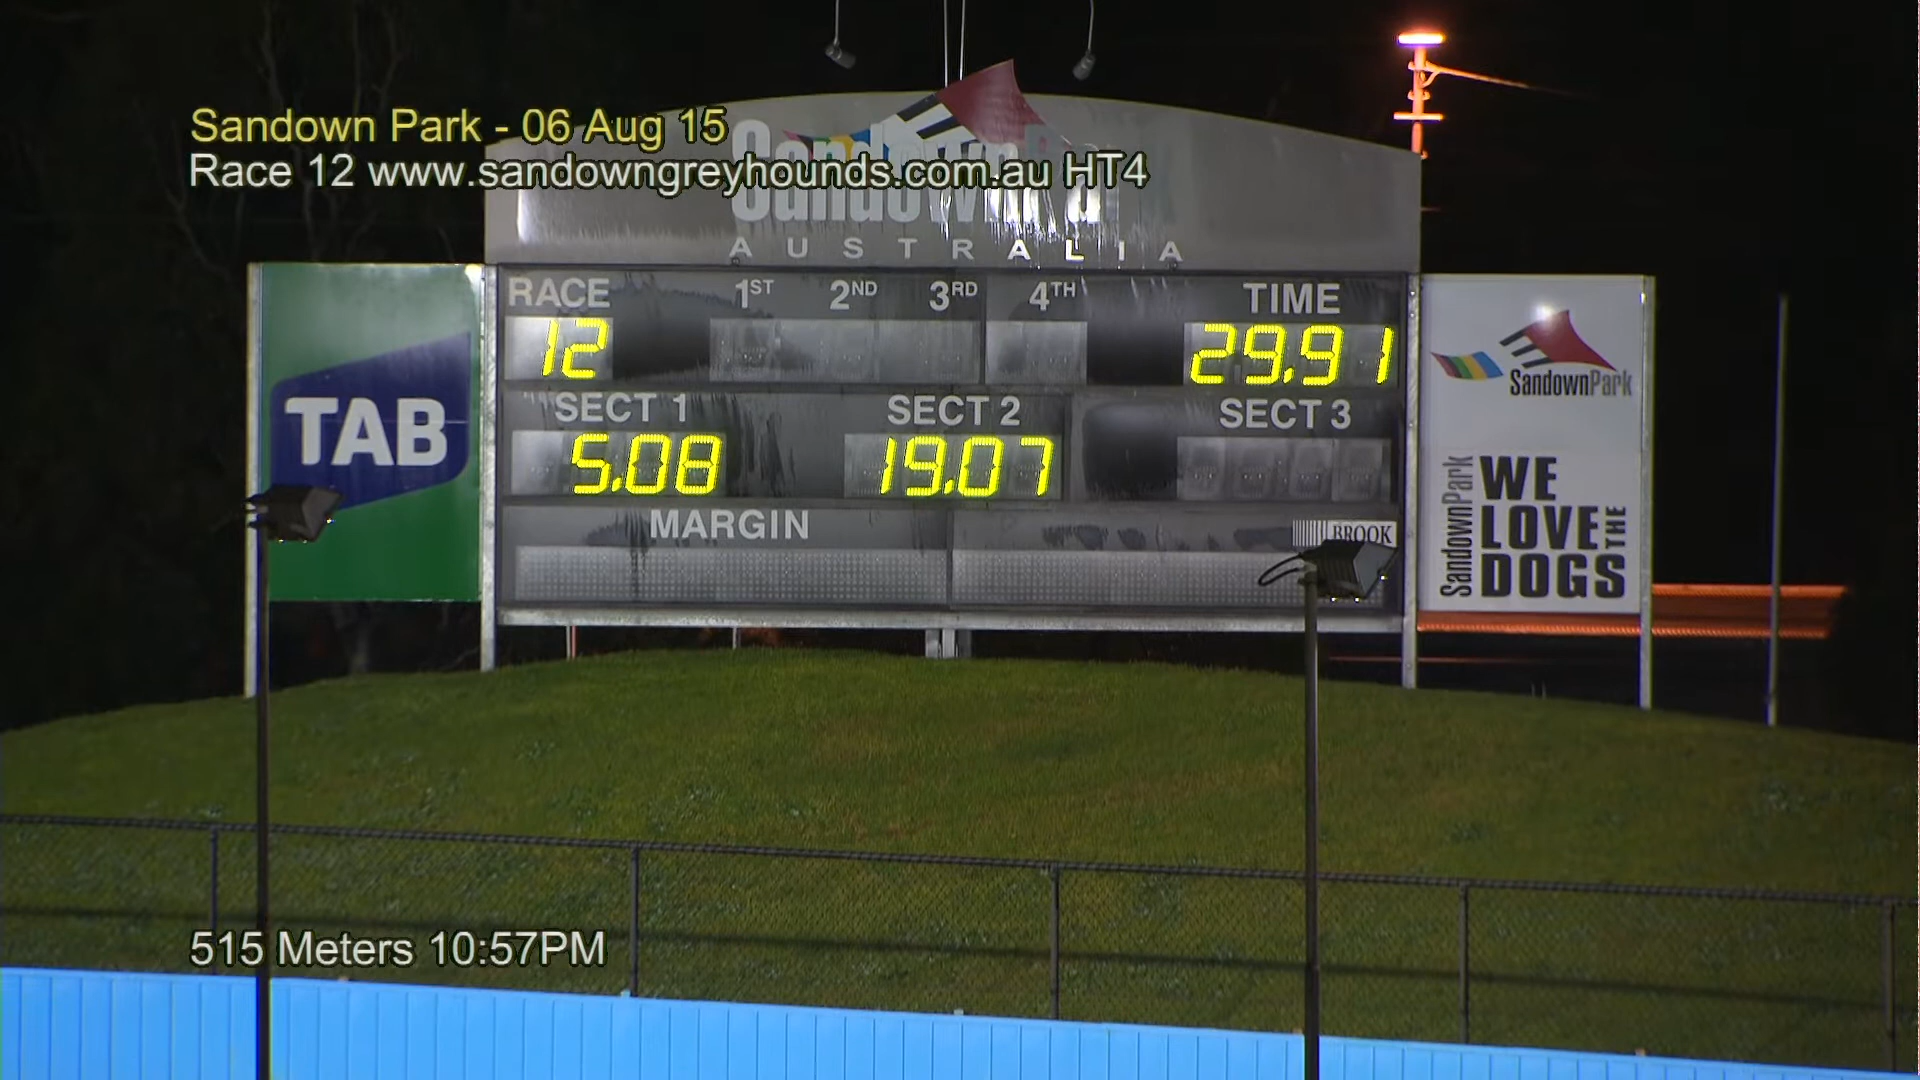 Sandown Park - 06 Aug 15
Race 12 www.sandowngreyhounds.com.au HT4
AUSTRALIA
RACE 1ST 2ND 3RD 4TH TIME
12 29.91
SECT 1 SECT 2 SECT 3
5.08 19.07
MARGIN
BROOK
TAB
SandownPark
SandownPark
WE
LOVE THE
DOGS
515 Meters 10:57PM